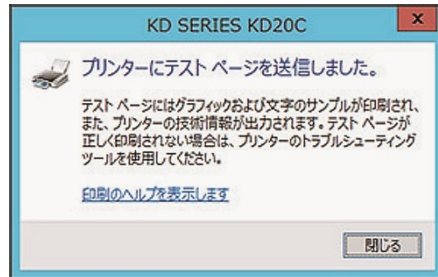 KD SERIES KD20C
x
プリンターにテスト ページを送信しました。
テスト ページにはグラフィックおよび文字のサンプルが印刷され、
また、プリンターの技術情報が出力されます。テスト ページが
正しく印刷されない場合は、プリンターのトラブルシューティング
ツールを使用してください。
印刷のヘルプを表示します
閉じる